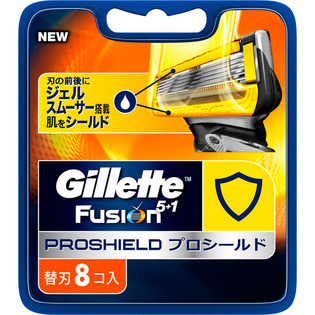 NEW
刃の前後に
ジェル
スムーサー搭載
肌をシールド
Gillette™
Fusion 5+1
PROSHIELD プロシールド
替刃8コ入